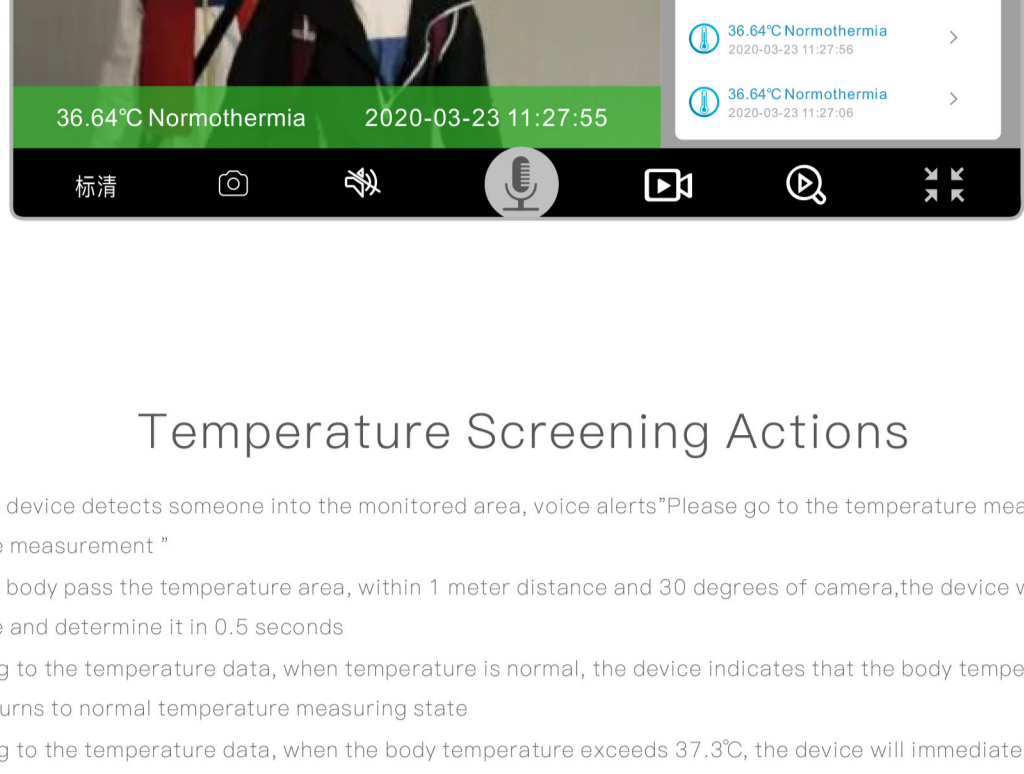 36.64℃ Normothermia
2020-03-23 11:27:56
36.64℃ Normothermia
2020-03-23 11:27:06
36.64℃ Normothermia 2020-03-23 11:27:55
标清
Temperature Screening Actions
device detects someone into the monitored area, voice alerts”Please go to the temperature
measurement ”
body pass the temperature area, within 1 meter distance and 30 degrees of camera,the device
and determine it in 0.5 seconds
to the temperature data, when temperature is normal, the device indicates that the body
to normal temperature measuring state
to the temperature data, when the body temperature exceeds 37.3℃, the device will